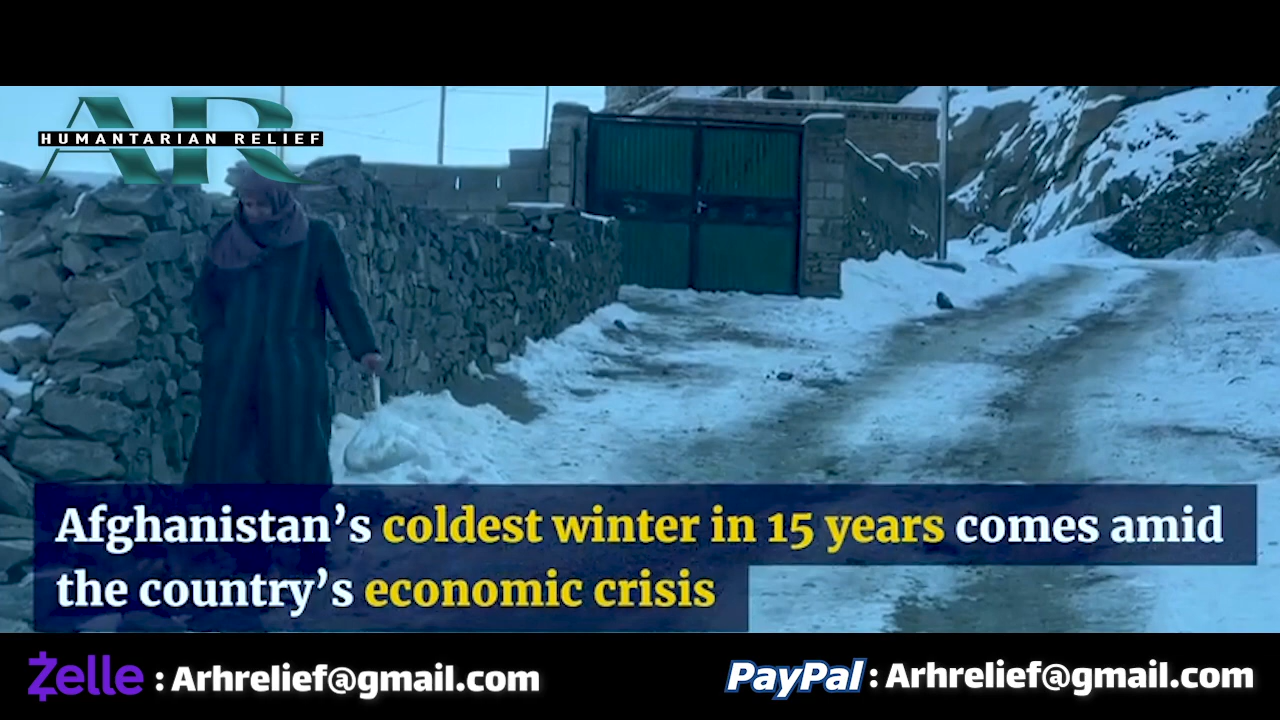 AR
HUMANTARIAN RELIEF
Afghanistan’s coldest winter in 15 years comes amid
the country’s economic crisis
Zelle : Arhrelief@gmail.com
PayPal : Arhrelief@gmail.com